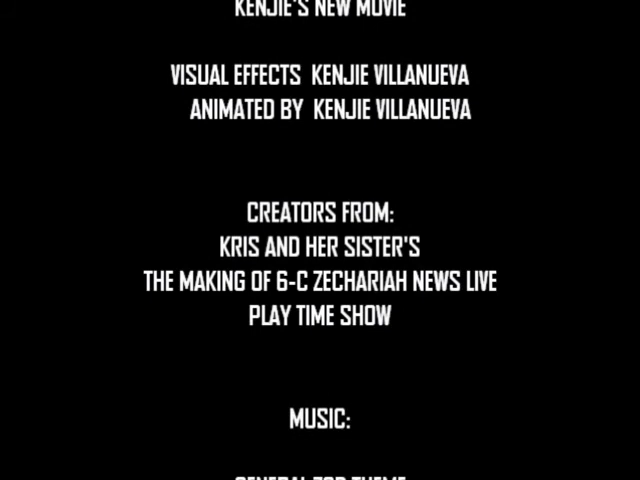 KENJIE'S NEW MOVIE
VISUAL EFFECTS KENJIE VILLANUEVA
ANIMATED BY KENJIE VILLANUEVA
CREATORS FROM:
KRIS AND HER SISTER'S
THE MAKING OF 6-C ZECHARIAH NEWS LIVE
PLAY TIME SHOW
MUSIC:
GENERAL ZOD THEME